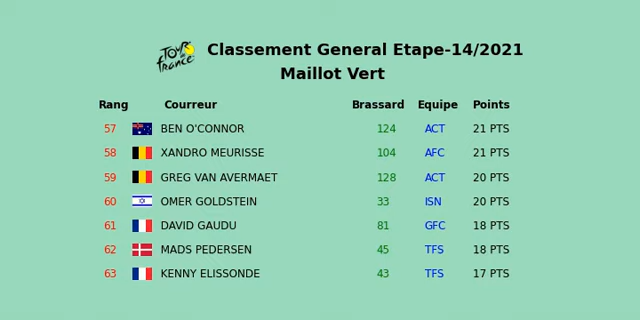 TOUR Classement General Etape-14/2021
france Maillot Vert
Rang Courreur Brassard Equipe Points
57 BEN O'CONNOR 124 ACT 21 PTS
58 XANDRO MEURISSE 104 AFC 21 PTS
59 GREG VAN AVERMAET 128 ACT 20 PTS
60 OMER GOLDSTEIN 33 ISN 20 PTS
61 DAVID GAUDU 81 GFC 18 PTS
62 MADS PEDERSEN 45 TFS 18 PTS
63 KENNY ELISSONDE 43 TFS 17 PTS